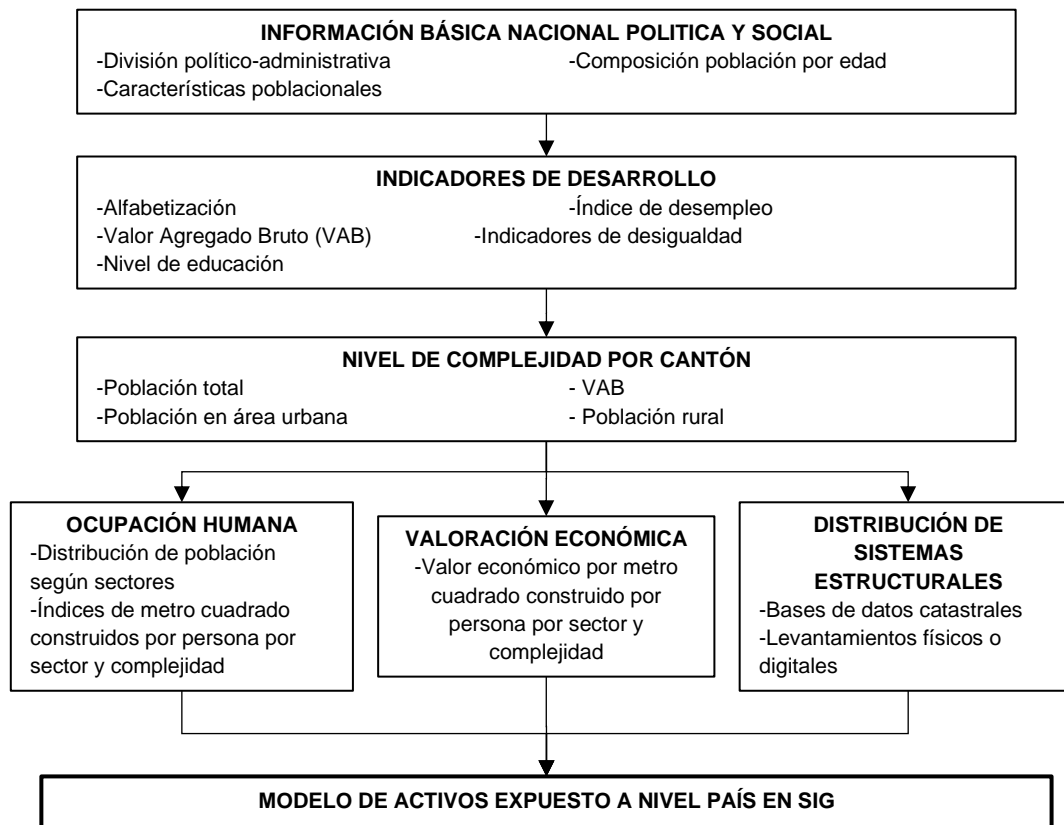 INFORMACIÓN BÁSICA NACIONAL POLITICA Y SOCIAL
-División político-administrativa -Composición población por edad
-Características poblacionales
INDICADORES DE DESARROLLO
-Alfabetización -Índice de desempleo
-Valor Agregado Bruto (VAB) -Indicadores de desigualdad
-Nivel de educación
NIVEL DE COMPLEJIDAD POR CANTÓN
-Población total - VAB
-Población en área urbana - Población rural
OCUPACIÓN HUMANA
-Distribución de población
según sectores
-Índices de metro cuadrado
construidos por persona por
sector y complejidad
VALORACIÓN ECONÓMICA
-Valor económico por metro
cuadrado construido por
persona por sector y
complejidad
DISTRIBUCIÓN DE
SISTEMAS
ESTRUCTURALES
-Bases de datos catastrales
-Levantamientos físicos o
digitales
MODELO DE ACTIVOS EXPUESTO A NIVEL PAÍS EN SIG